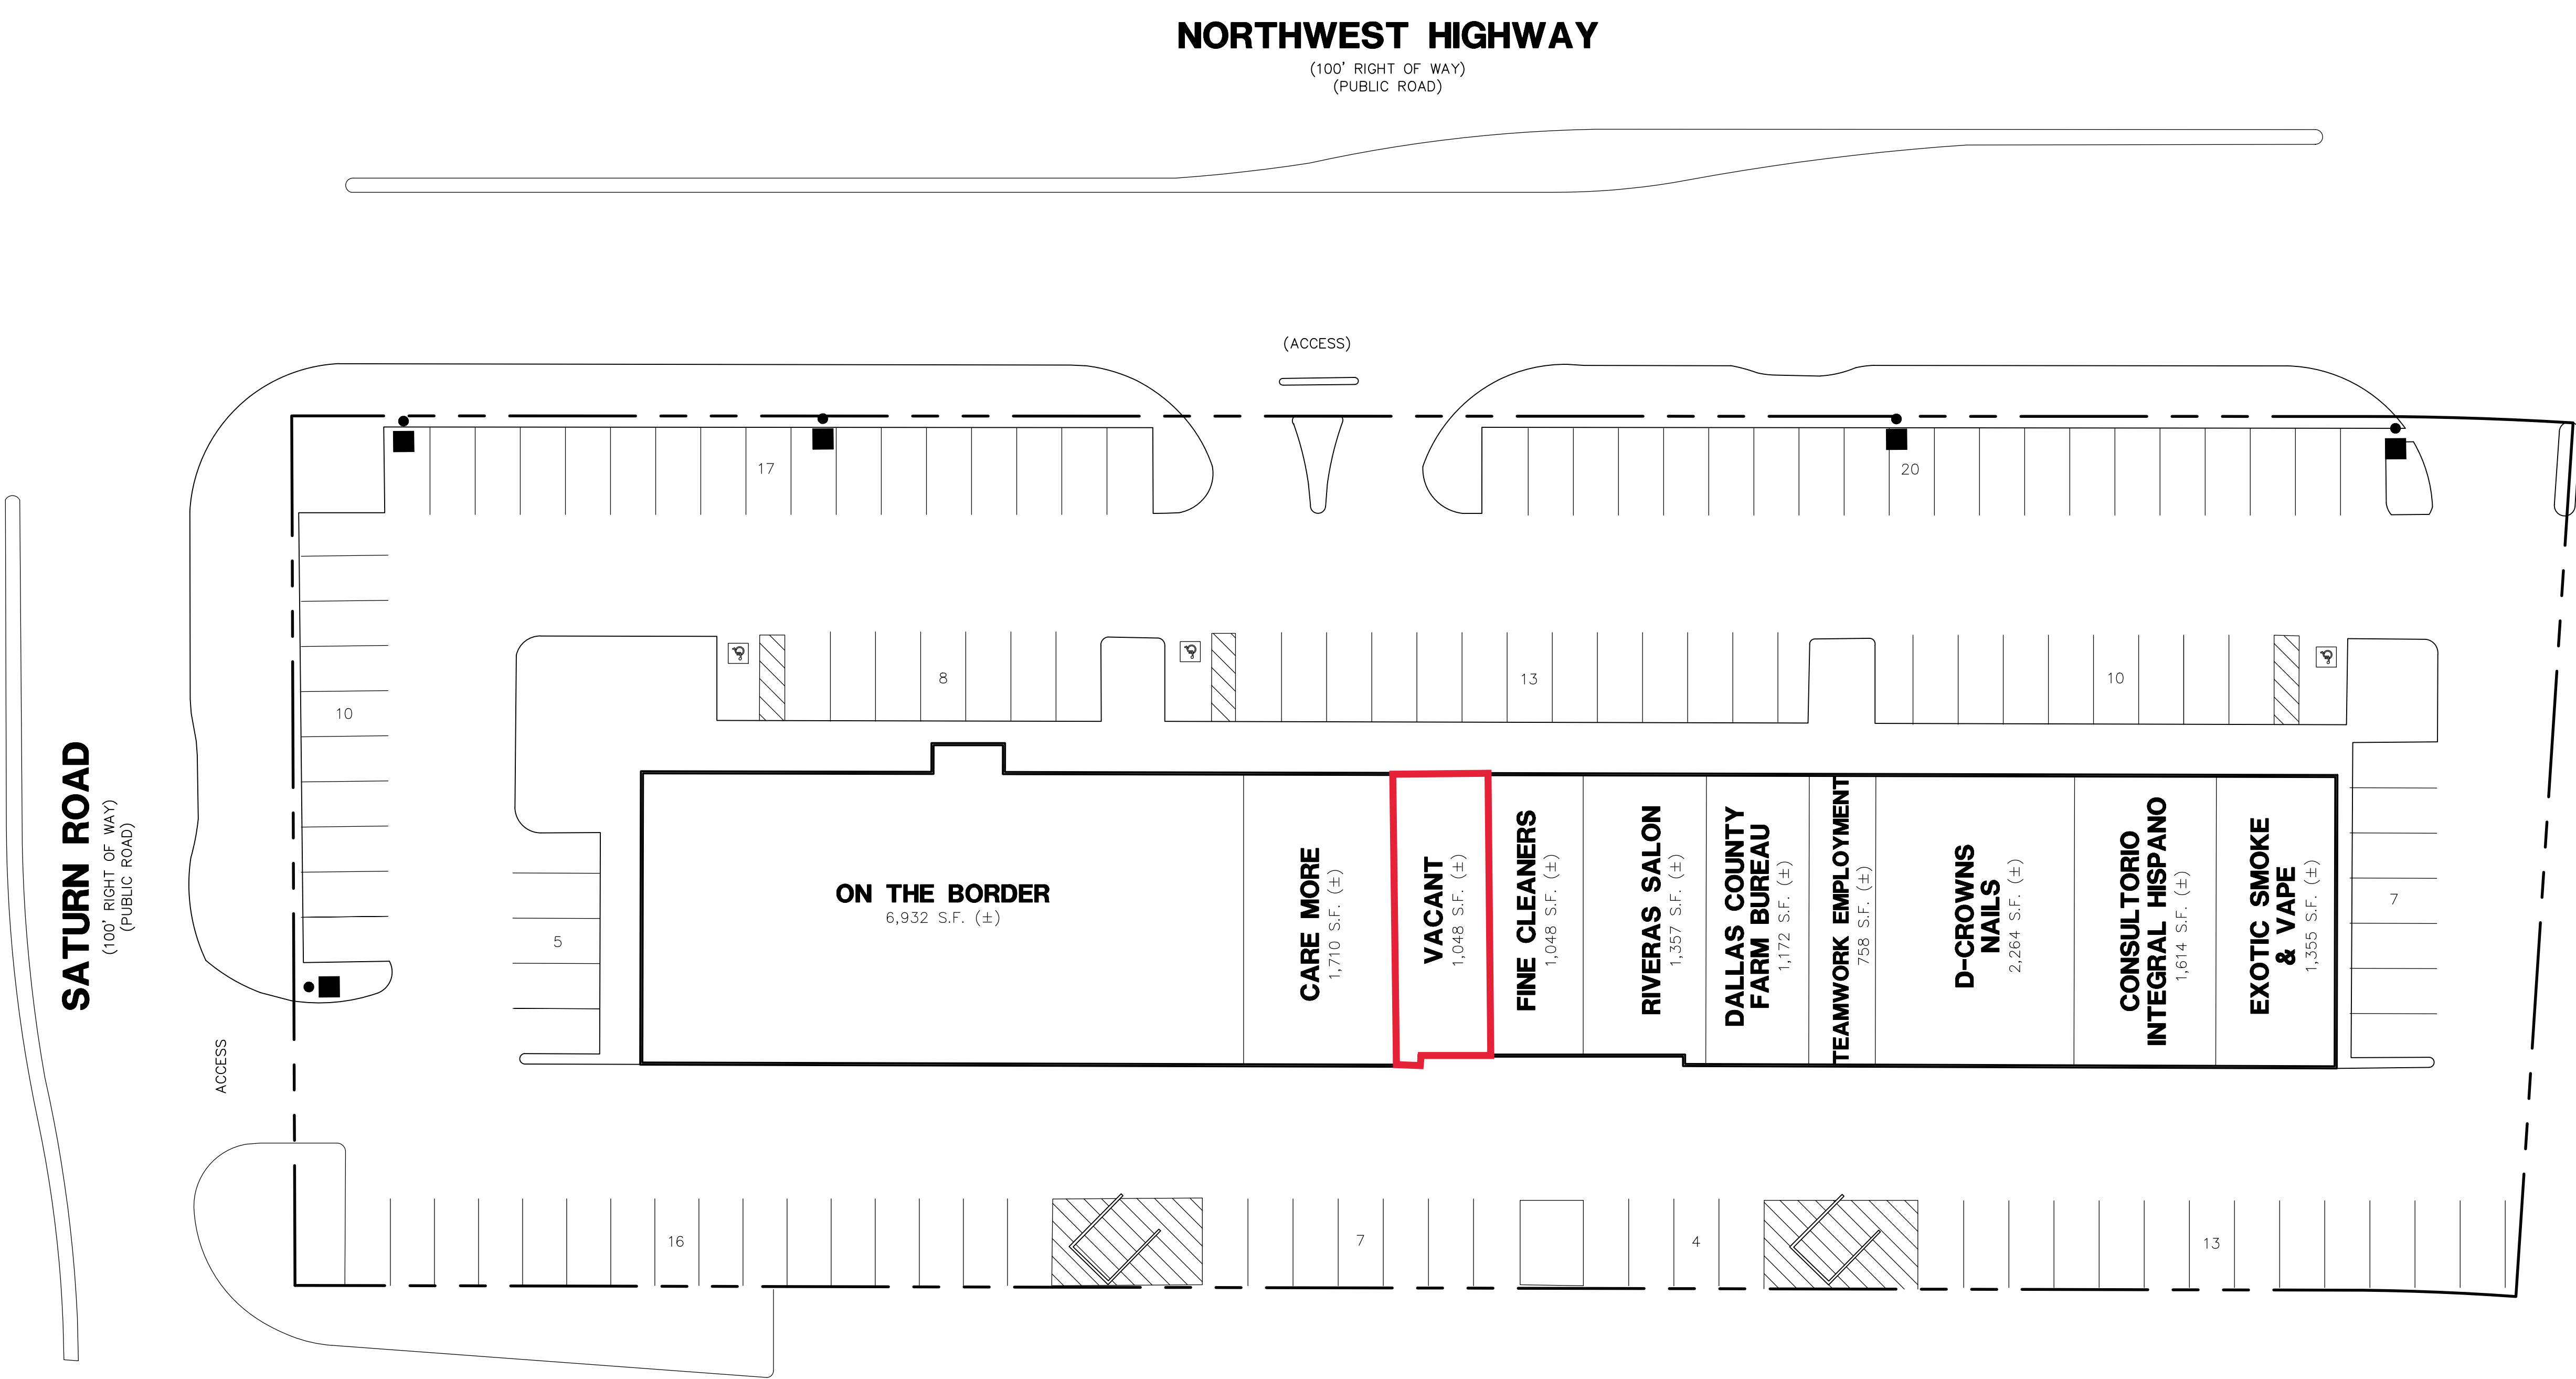 NORTHWEST HIGHWAY
(100' RIGHT OF WAY)
(PUBLIC ROAD)
(ACCESS)
17
20
10
8
13
10
SATURN ROAD
(100' RIGHT OF WAY)
(PUBLIC ROAD)
ACCESS
5
ON THE BORDER
6,932 S.F. (±)
CARE MORE
1,710 S.F. (±)
VACANT
1,048 S.F. (±)
FINE CLEANERS
1,048 S.F. (±)
RIVERAS SALON
1,357 S.F. (±)
DALLAS COUNTY
FARM BUREAU
1,172 S.F. (±)
TEAMWORK EMPLOYMENT
758 S.F. (±)
D-CROWNS
NAILS
2,264 S.F. (±)
CONSULTORIO
INTEGRAL HISPANO
1,614 S.F. (±)
EXOTIC SMOKE
& VAPE
1,355 S.F. (±)
7
16
7
4
13